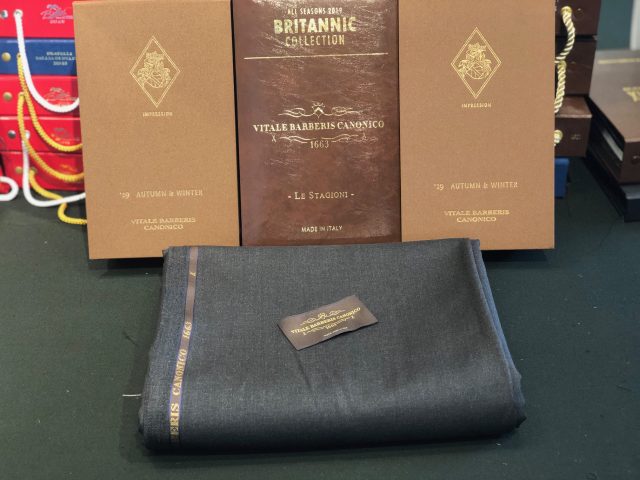 ALL SEASONS 2019
BRITANNIC
COLLECTION
VITALE BARBERIS CANONICO
1663
- LE STAGIONI -
MADE IN ITALY
IMPRESSION
'19 AUTUMN & WINTER
VITALE BARBERIS
CANONICO
IMPRESSION
'19 AUTUMN & WINTER
VITALE BARBERIS
CANONICO
VITALE BARBERIS CANONICO
1663
BERIS CANONICO 1663